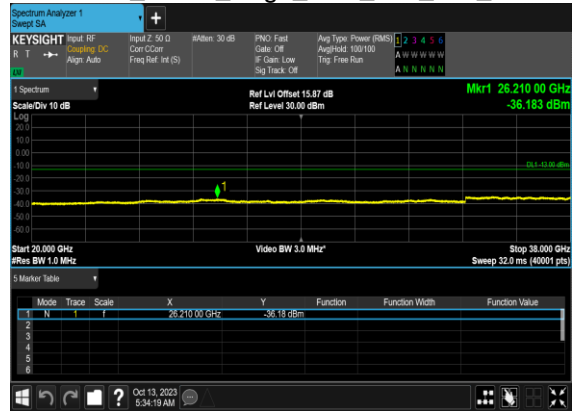 Spectrum Analyzer 1
Swept SA
+
KEYSIGHT Input: RF Input Z: 50 Ω #Atten: 30 dB PNO: Fast Avg Type: Power (RMS) 1 2 3 4 5 6
R T Coupling: DC Corr CCorr Gate: Off Avg|Hold: 100/100 A W W W W W
Align: Auto Freq Ref: Int (S) IF Gain: Low Trig: Free Run
Sig Track: Off A N N N N N
1 Spectrum Ref Lvl Offset 15.87 dB Mkr1 26.210 00 GHz
Scale/Div 10 dB Ref Level 30.00 dBm -36.183 dBm
Log
20.0
10.0
0.00
-10.0
DL1 -13.00 dBm
-20.0
-30.0
1
-40.0
-50.0
-60.0
Start 20.000 GHz Video BW 3.0 MHz* Stop 38.000 GHz
#Res BW 1.0 MHz Sweep 32.0 ms (40001 pts)
5 Marker Table
Mode Trace Scale X Y Function Function Width Function Value
1 N 1 f 26.210 00 GHz -36.18 dBm
2
3
4
5
6
? Oct 13, 2023
5:34:19 AM